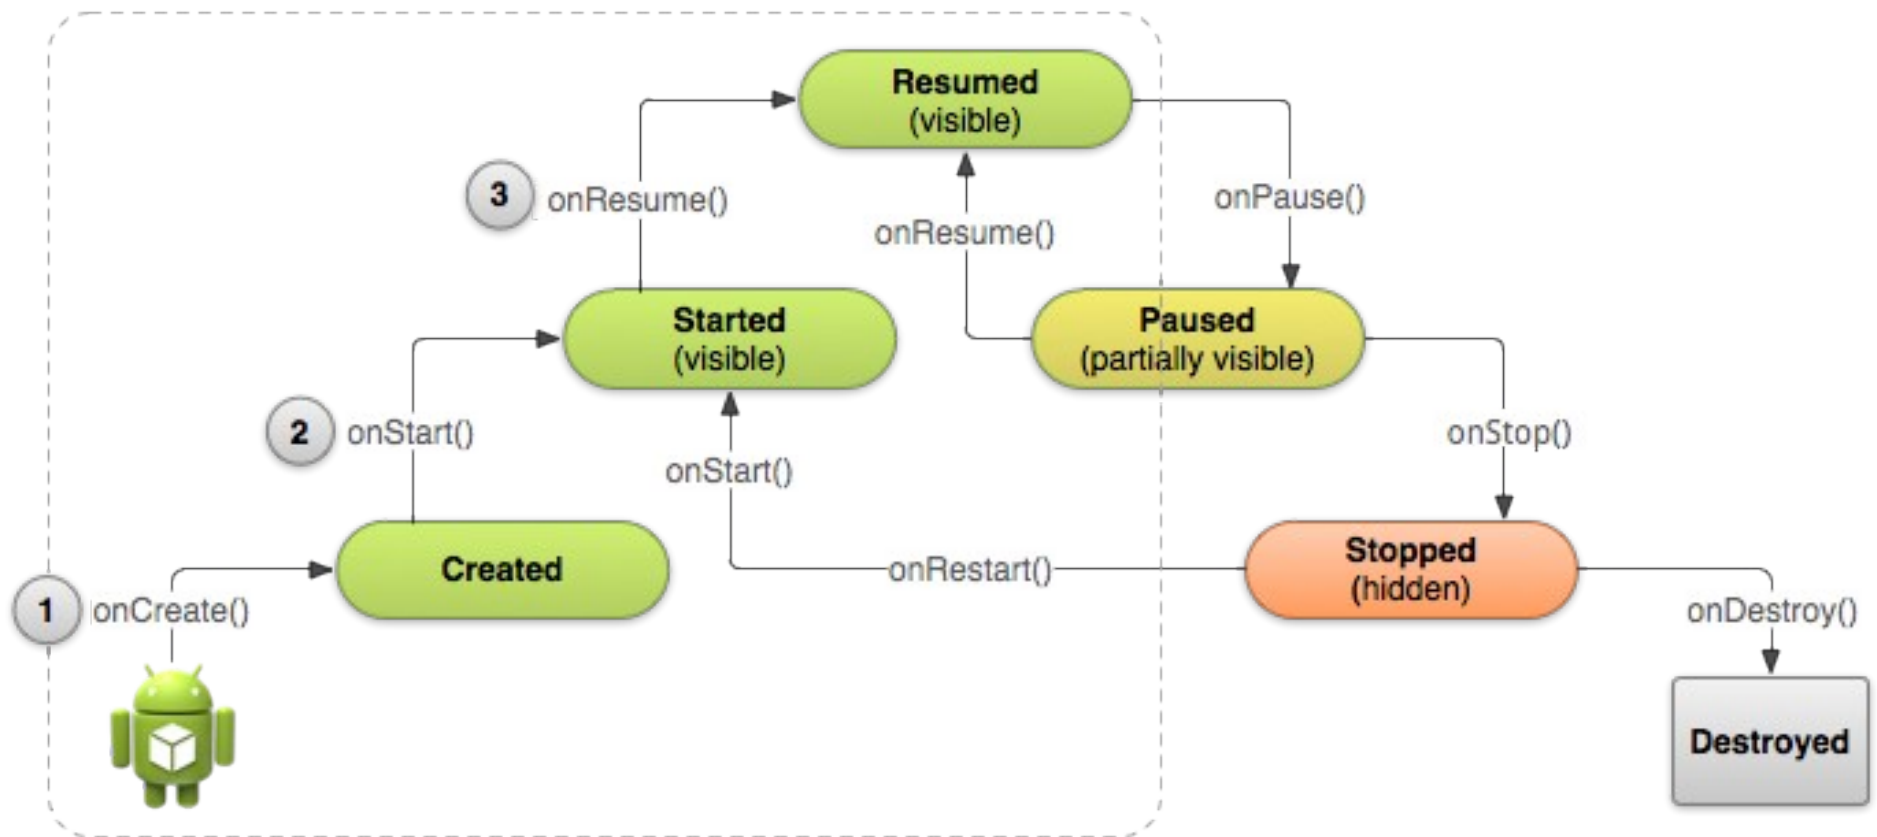 Resumed
(visible)
3
onResume()
onPause()
onResume()
Started
(visible)
Paused
(partially visible)
2
onStart()
onStop()
onStart()
Created
onRestart()
Stopped
(hidden)
1
onCreate()
onDestroy()
Destroyed